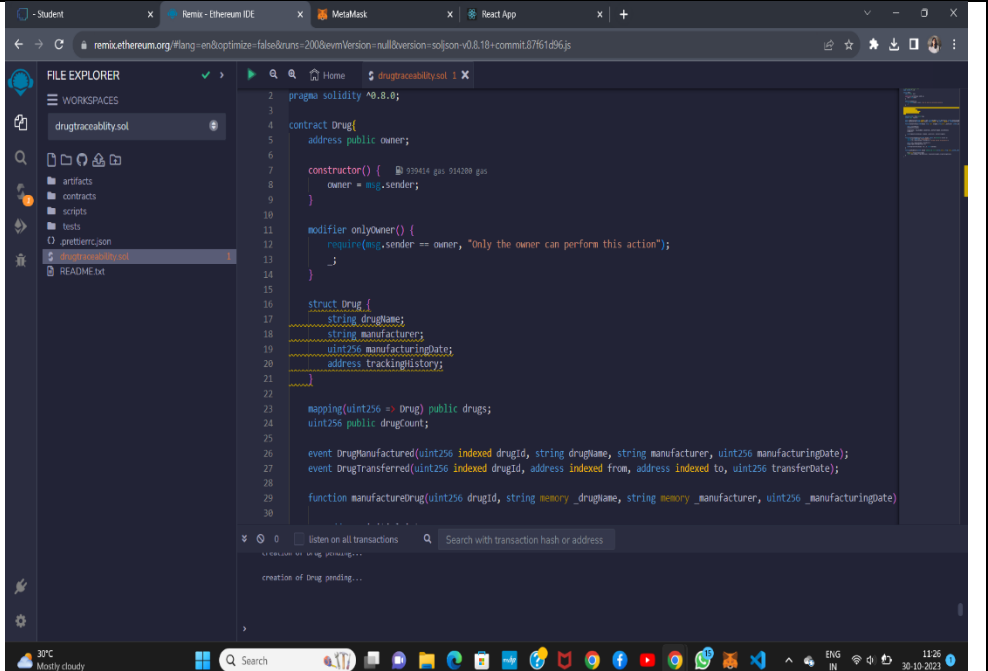 - Student
Remix - Ethereum IDE
MetaMask
React App
remix.ethereum.org/#lang=en&optimize=false&runs=200&evmVersion=null&version=soljson-v0.8.18+commit.87f61d96.js
FILE EXPLORER
WORKSPACES
drugtraceablity.sol
artifacts
contracts
scripts
tests
.prettierrc.json
drugtraceability.sol 1
README.txt
Home
drugtraceability.sol 1
2 pragma solidity ^0.8.0;
3
4 contract Drug{
5 address public owner;
6
7 constructor() { 939414 gas 914200 gas
8 owner = msg.sender;
9 }
10
11 modifier onlyOwner() {
12 require(msg.sender == owner, "Only the owner can perform this action");
13 _;
14 }
15
16 struct Drug {
17 string drugName;
18 string manufacturer;
19 uint256 manufacturingDate;
20 address trackingHistory;
21 }
22
23 mapping(uint256 => Drug) public drugs;
24 uint256 public drugCount;
25
26 event DrugManufactured(uint256 indexed drugId, string drugName, string manufacturer, uint256 manufacturingDate);
27 event DrugTransferred(uint256 indexed drugId, address indexed from, address indexed to, uint256 transferDate);
28
29 function manufactureDrug(uint256 drugId, string memory _drugName, string memory _manufacturer, uint256 _manufacturingDate)
30
0 listen on all transactions Search with transaction hash or address
creation of Drug pending...
creation of Drug pending...
>
30°C
Mostly cloudy
Search
15
ENG
IN
11:26
30-10-2023